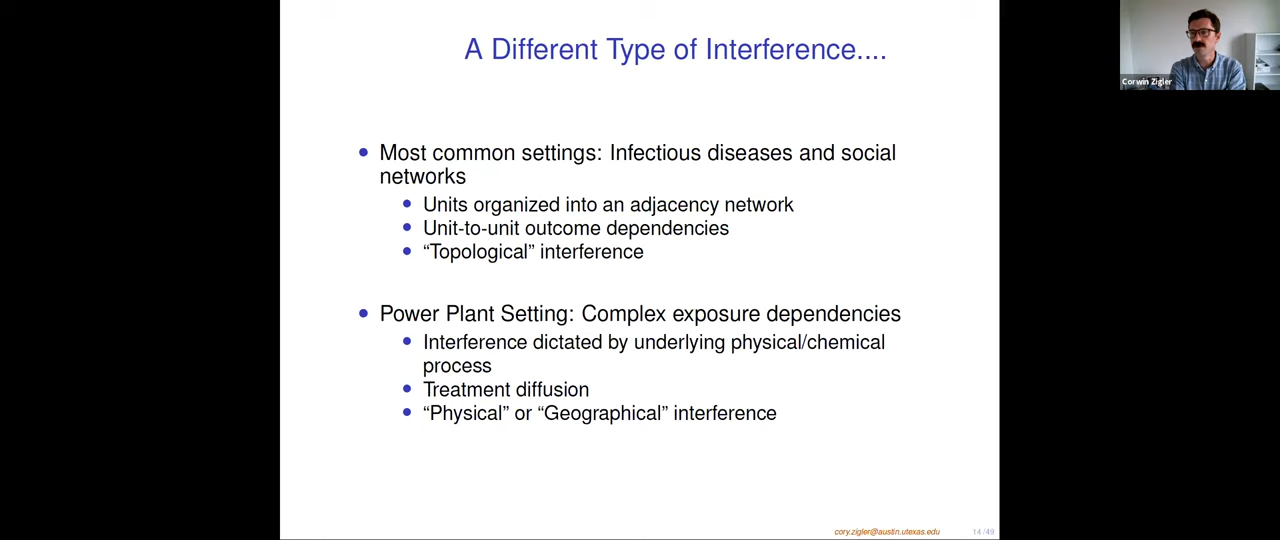 A Different Type of Interference....
Corwin Zigler
• Most common settings: Infectious diseases and social
networks
• Units organized into an adjacency network
• Unit-to-unit outcome dependencies
• “Topological” interference
• Power Plant Setting: Complex exposure dependencies
• Interference dictated by underlying physical/chemical
process
• Treatment diffusion
• “Physical” or “Geographical” interference
cory.zigler@austin.utexas.edu
14 / 49